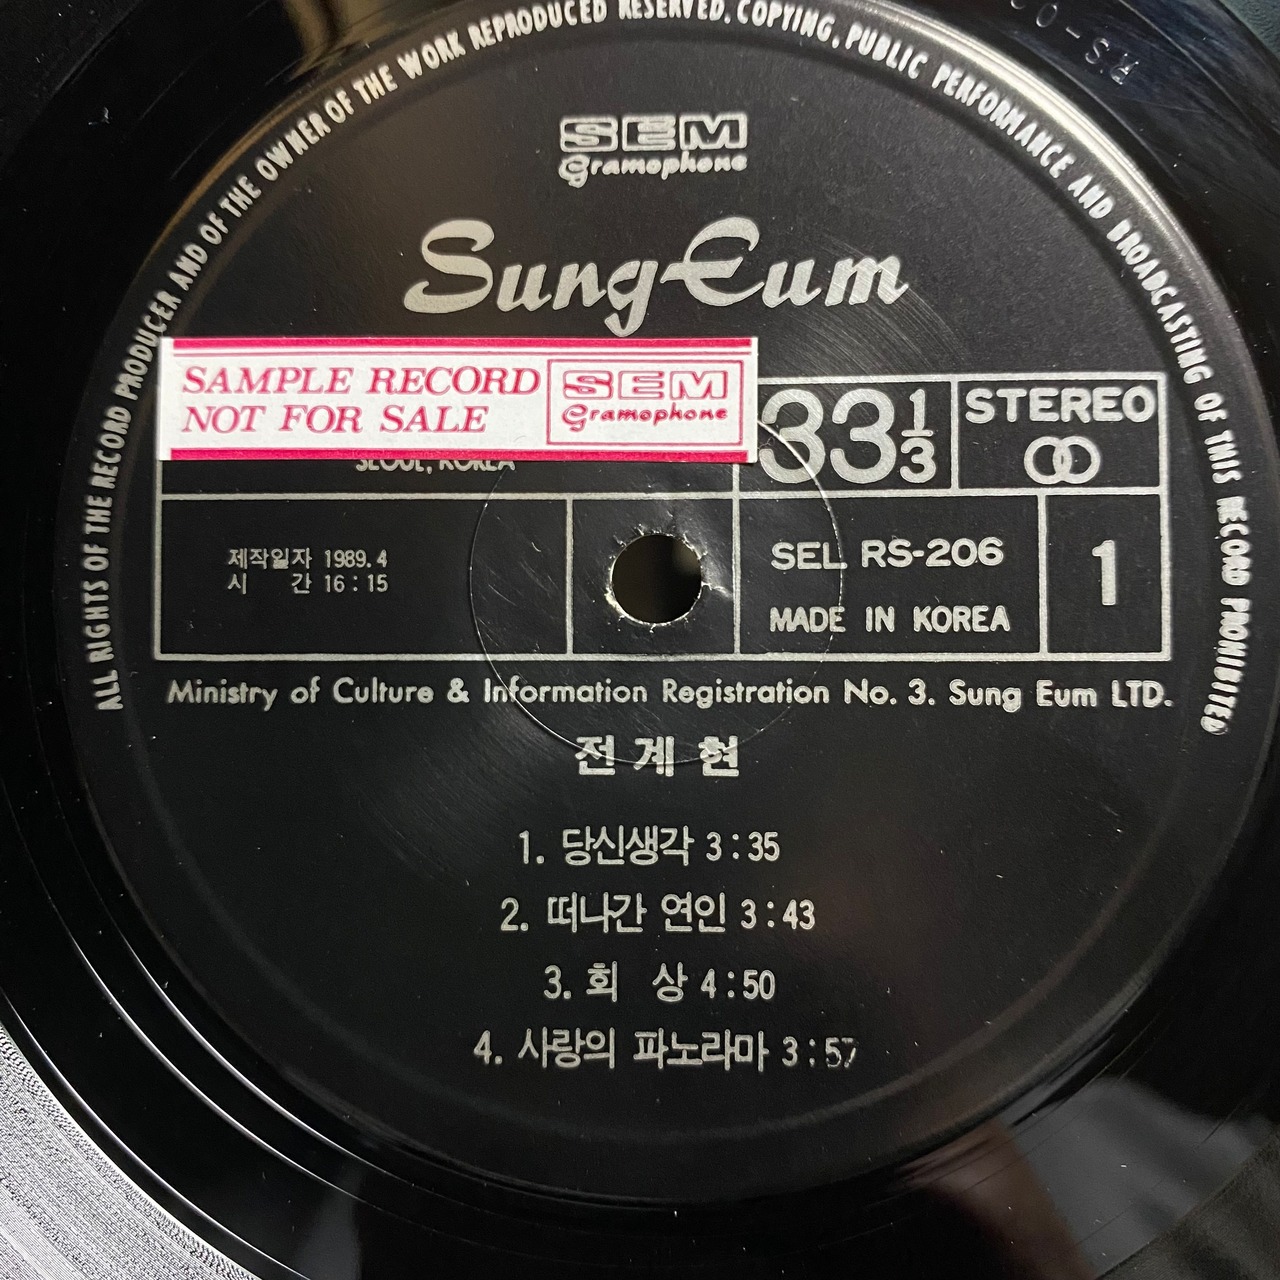 ALL RIGHTS OF THE RECORD PRODUCER AND OF THE OWNER OF THE WORK REPRODUCED RESERVED. COPYING, PUBLIC PERFORMANCE AND BROADCASTING OF THIS RECORD PROHIBITED
SEM
Gramophone
Sung Eum
SAMPLE RECORD
NOT FOR SALE
SEM
Gramophone
SEOUL, KOREA
33 1/3
STEREO
제작일자 1989.4
시 간 16:15
SEL RS-206
MADE IN KOREA
1
Ministry of Culture & Information Registration No. 3. Sung Eum LTD.
전계현
1. 당신생각 3:35
2. 떠나간 연인 3:43
3. 회 상 4:50
4. 사랑의 파노라마 3:57